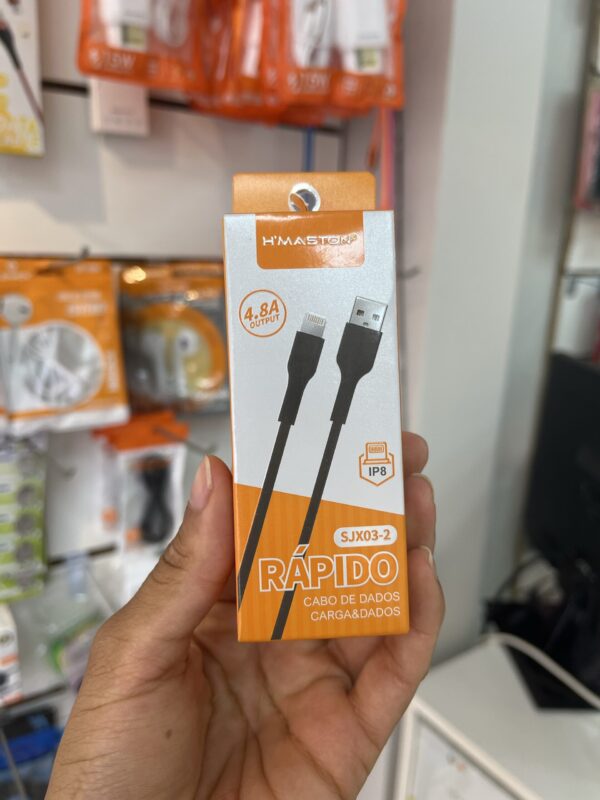 H'MASTON
4.8A
OUTPUT
IP8
SJX03-2
RÁPIDO
CABO DE DADOS
CARGA&DADOS